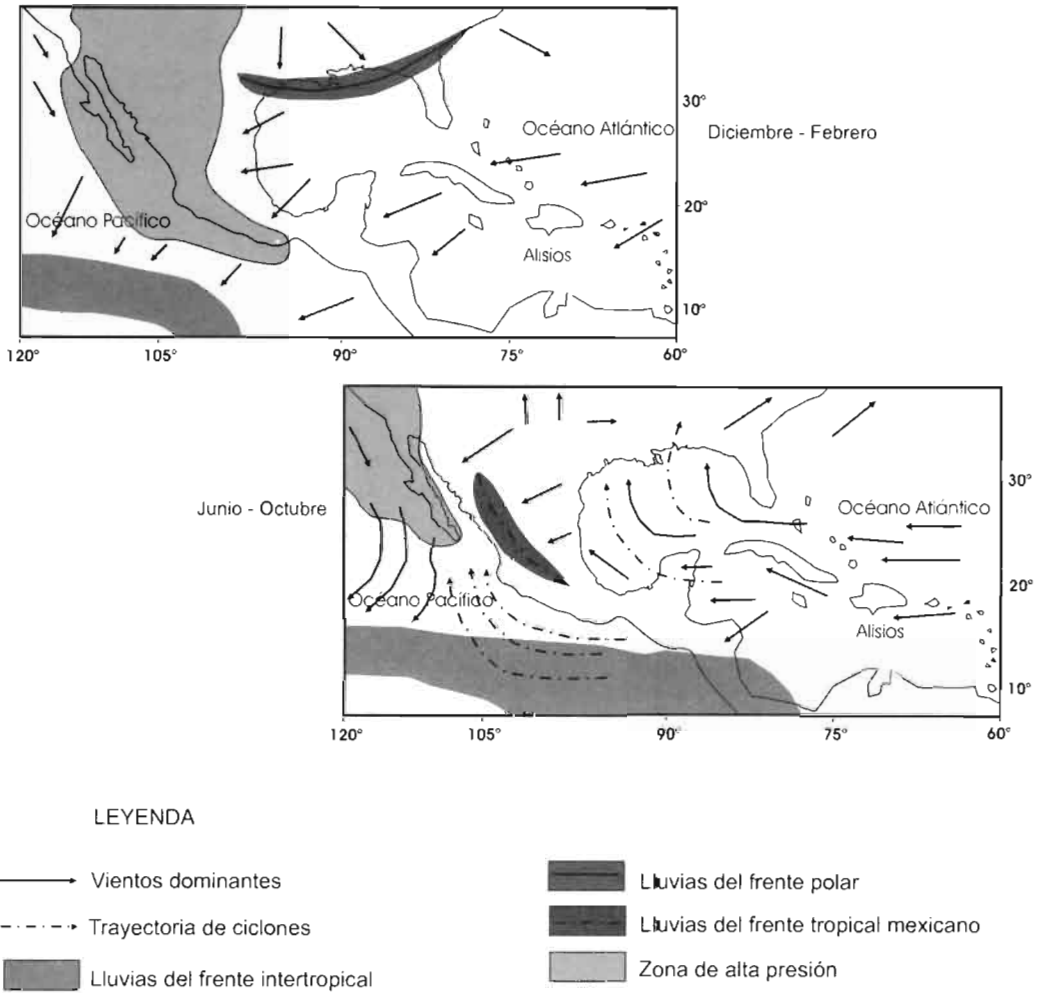 30°
Océano Atlántico
Diciembre - Febrero
20°
Océano Pacífico
Alisios
10°
120°
105°
90°
75°
60°
Junio - Octubre
30°
Océano Atlántico
20°
Océano Pacífico
Alisios
10°
120°
105°
90°
75°
60°
LEYENDA
Vientos dominantes
Trayectoria de ciclones
Lluvias del frente intertropical
Lluvias del frente polar
Lluvias del frente tropical mexicano
Zona de alta presión